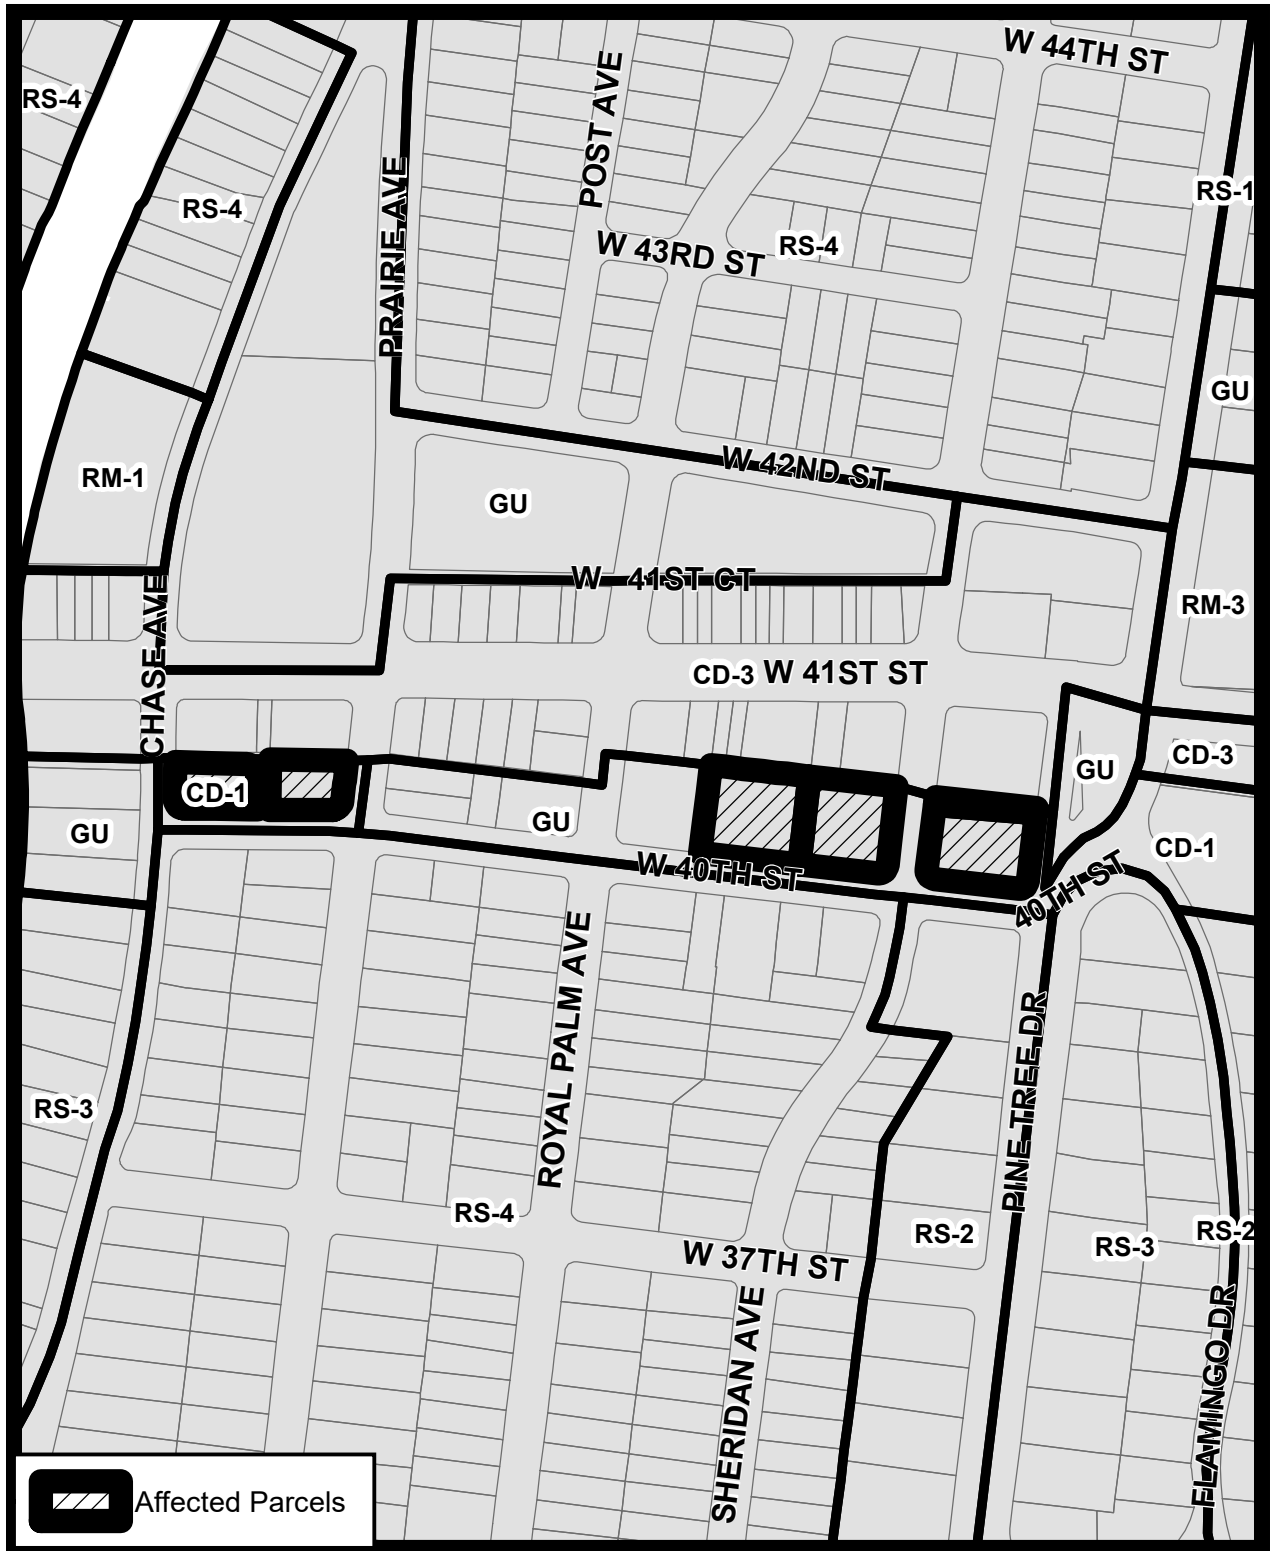 W 44TH ST
RS-4
POST AVE
RS-1
RS-4
PRAIRIE AVE
W 43RD ST
RS-4
GU
W 42ND ST
RM-1
GU
W 41ST CT
RM-3
CHASE AVE
CD-3
W 41ST ST
CD-3
GU
CD-1
GU
GU
CD-1
W 40TH ST
40TH ST
ROYAL PALM AVE
PINE TREE DR
RS-3
RS-4
RS-2
RS-3
RS-2
W 37TH ST
SHERIDAN AVE
FLAMINGO DR
Affected Parcels